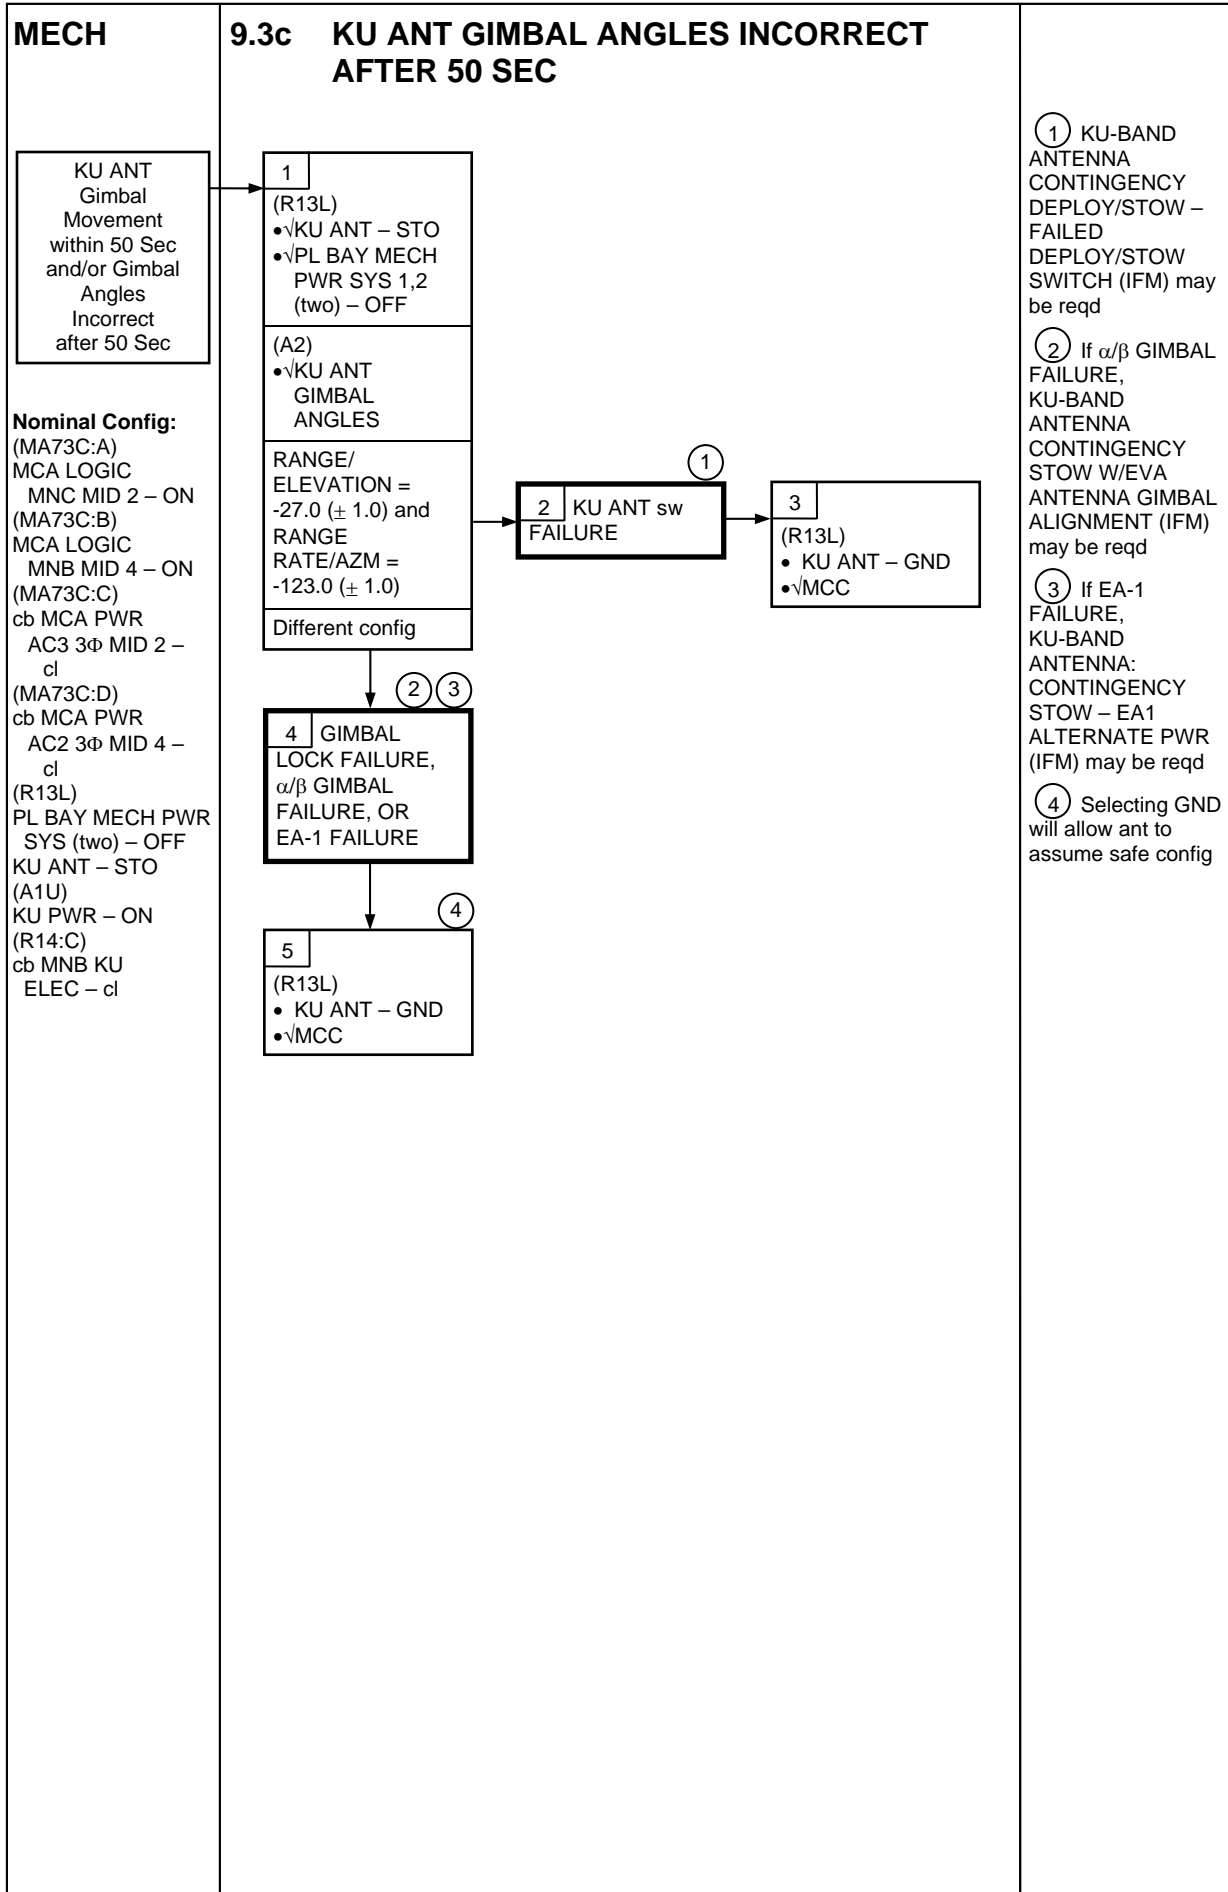 MECH
9.3c KU ANT GIMBAL ANGLES INCORRECT
AFTER 50 SEC
KU ANT
Gimbal
Movement
within 50 Sec
and/or Gimbal
Angles
Incorrect
after 50 Sec
Nominal Config:
(MA73C:A)
MCA LOGIC
MNC MID 2 – ON
(MA73C:B)
MCA LOGIC
MNB MID 4 – ON
(MA73C:C)
cb MCA PWR
AC3 3Φ MID 2 –
cl
(MA73C:D)
cb MCA PWR
AC2 3Φ MID 4 –
cl
(R13L)
PL BAY MECH PWR
SYS (two) – OFF
KU ANT – STO
(A1U)
KU PWR – ON
(R14:C)
cb MNB KU
ELEC – cl
1
(R13L)
•√KU ANT – STO
•√PL BAY MECH
PWR SYS 1,2
(two) – OFF
(A2)
•√KU ANT
GIMBAL
ANGLES
RANGE/
ELEVATION =
-27.0 (± 1.0) and
RANGE
RATE/AZM =
-123.0 (± 1.0)
Different config
1
2 KU ANT sw
FAILURE
3
(R13L)
• KU ANT – GND
•√MCC
2 3
4 GIMBAL
LOCK FAILURE,
α/β GIMBAL
FAILURE, OR
EA-1 FAILURE
4
5
(R13L)
• KU ANT – GND
•√MCC
1 KU-BAND
ANTENNA
CONTINGENCY
DEPLOY/STOW –
FAILED
DEPLOY/STOW
SWITCH (IFM) may
be reqd
2 If α/β GIMBAL
FAILURE,
KU-BAND
ANTENNA
CONTINGENCY
STOW W/EVA
ANTENNA GIMBAL
ALIGNMENT (IFM)
may be reqd
3 If EA-1
FAILURE,
KU-BAND
ANTENNA:
CONTINGENCY
STOW – EA1
ALTERNATE PWR
(IFM) may be reqd
4 Selecting GND
will allow ant to
assume safe config